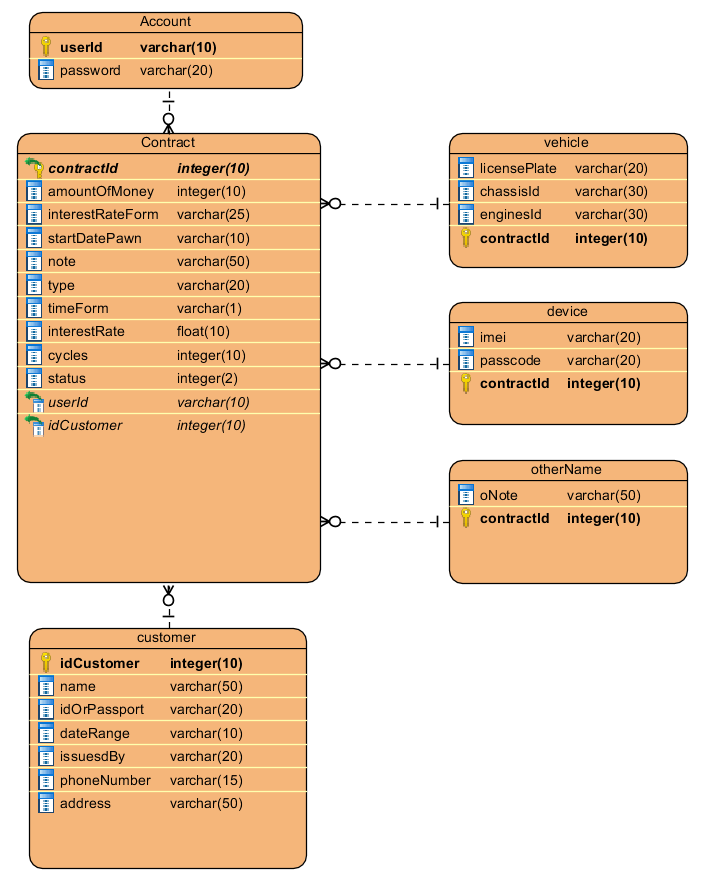 Account
userId varchar(10)
password varchar(20)
Contract
contractId integer(10)
amountOfMoney integer(10)
interestRateForm varchar(25)
startDatePawn varchar(10)
note varchar(50)
type varchar(20)
timeForm varchar(1)
interestRate float(10)
cycles integer(10)
status integer(2)
userId varchar(10)
idCustomer integer(10)
vehicle
licensePlate varchar(20)
chassisId varchar(30)
enginesId varchar(30)
contractId integer(10)
device
imei varchar(20)
passcode varchar(20)
contractId integer(10)
otherName
oNote varchar(50)
contractId integer(10)
customer
idCustomer integer(10)
name varchar(50)
idOrPassport varchar(20)
dateRange varchar(10)
issuesdBy varchar(20)
phoneNumber varchar(15)
address varchar(50)